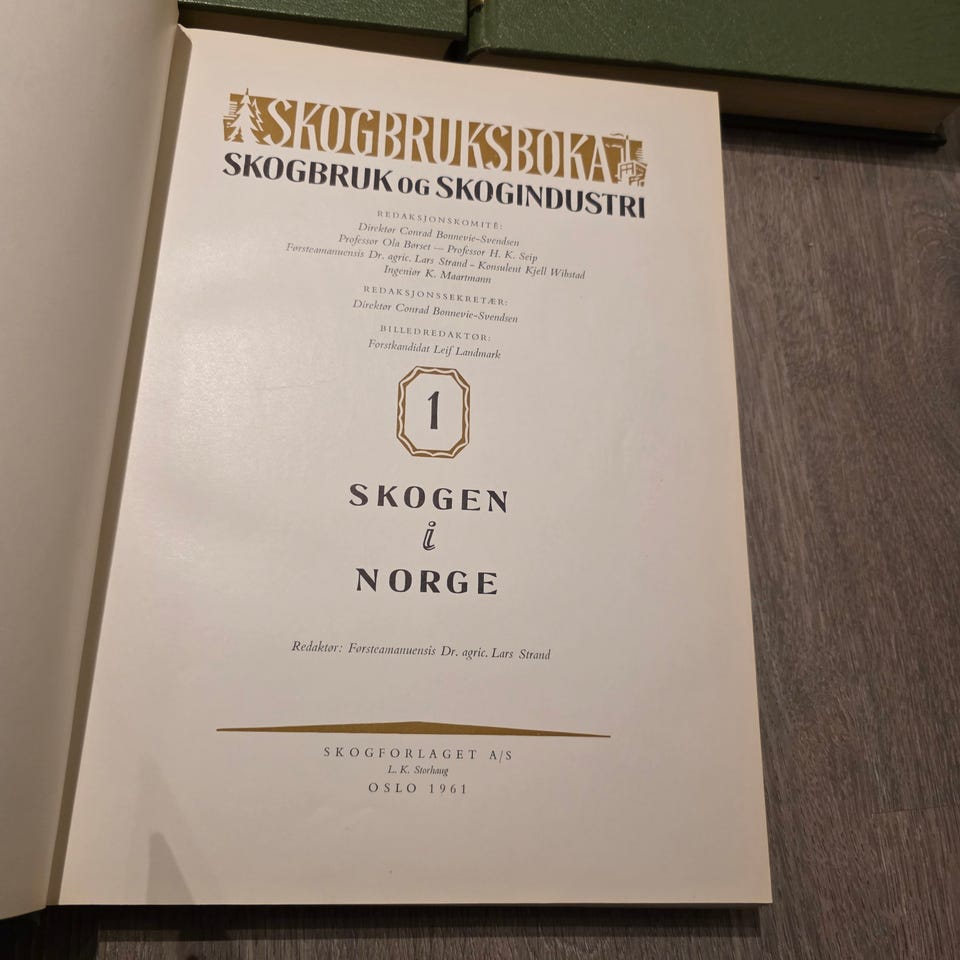 SKOGBRUKSBOKA
SKOGBRUK OG SKOGINDUSTRI
REDAKSJONSKOMITÉ:
Direktør Conrad Bonnevie-Svendsen
Professor Ola Børset — Professor H. K. Seip
Førsteamanuensis Dr. agric. Lars Strand - Konsulent Kjell Wibstad
Ingeniør K. Maartmann
REDAKSJONSSEKRETÆR:
Direktør Conrad Bonnevie-Svendsen
BILLEDREDAKTØR:
Forstkandidat Leif Landmark
1
SKOGEN
i
NORGE
Redaktør: Førsteamanuensis Dr. agric. Lars Strand
SKOGFORLAGET A/S
L. K. Storhaug
OSLO 1961